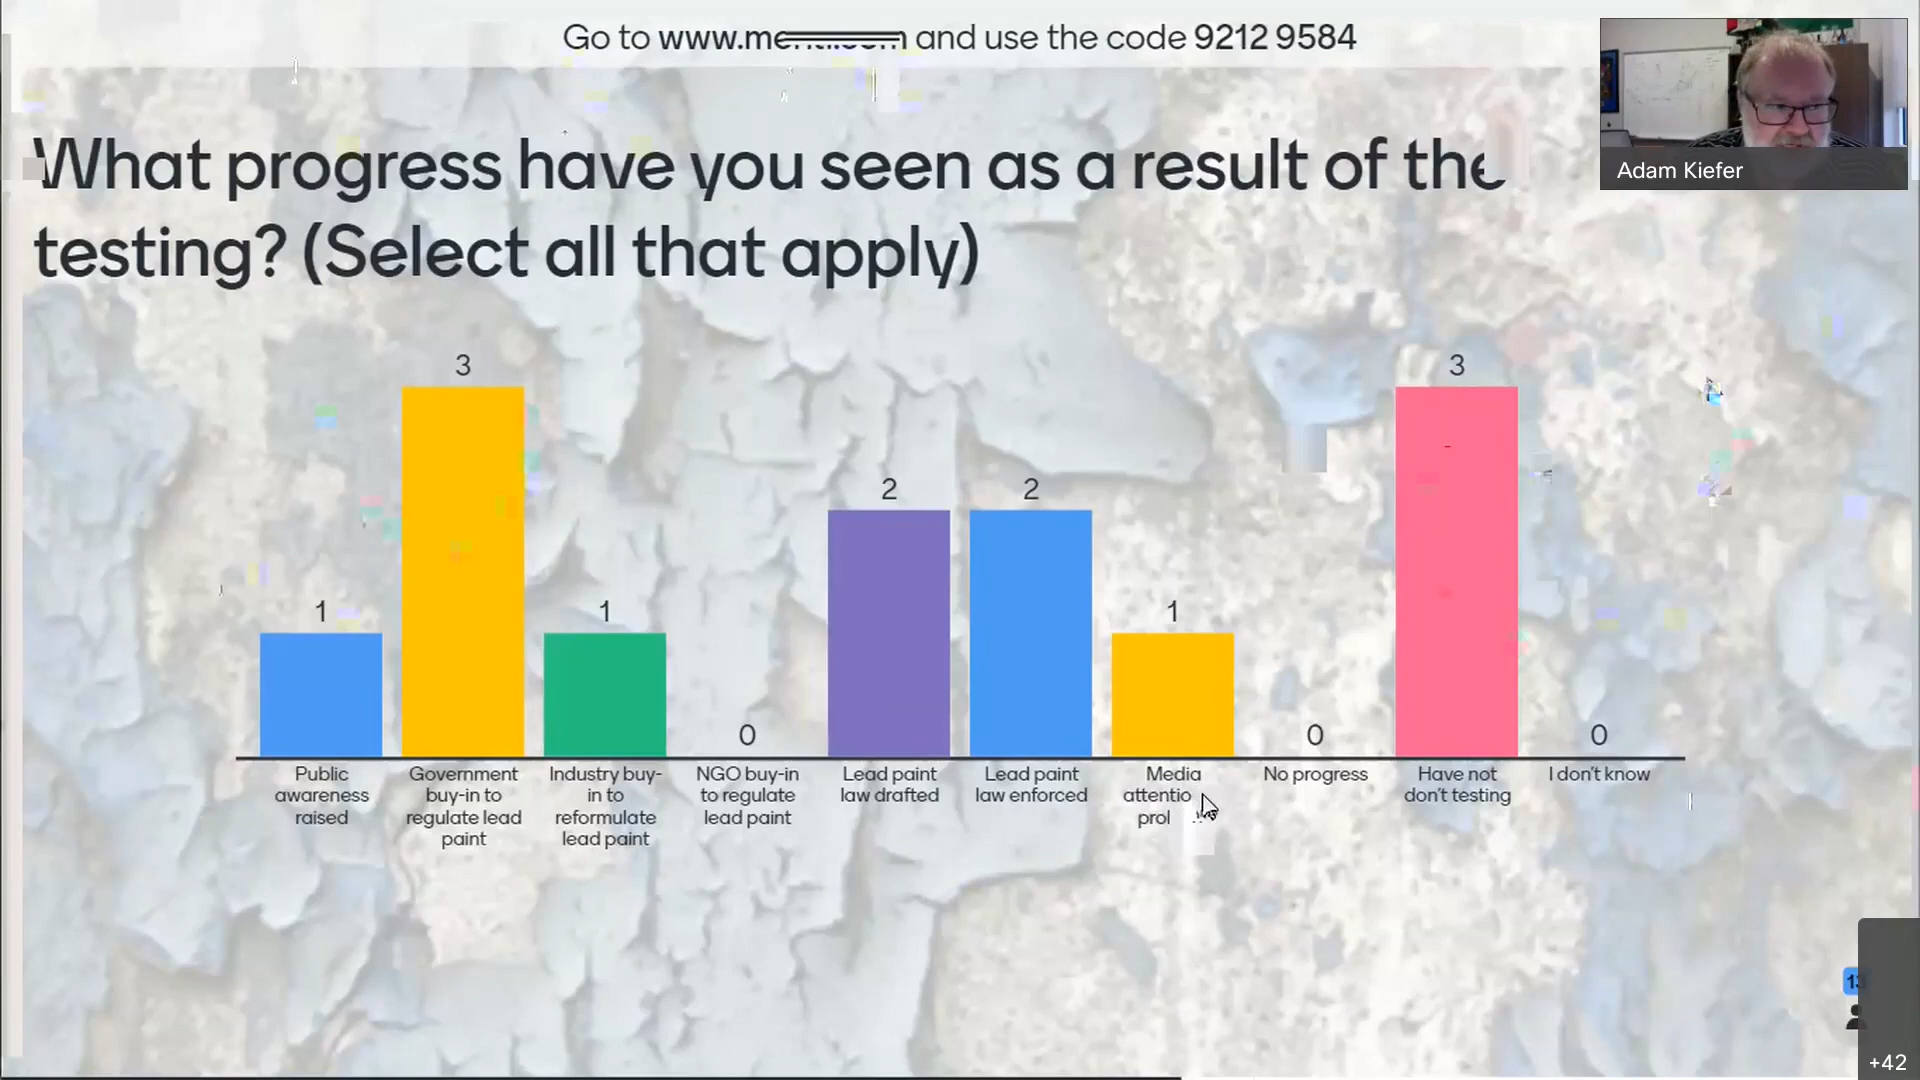 Go to www.menti.com and use the code 9212 9584
Adam Kiefer
What progress have you seen as a result of the
testing? (Select all that apply)
1
3
1
0
2
2
1
0
3
0
Public
awareness
raised
Government
buy-in to
regulate lead
paint
Industry buy-
in to
reformulate
lead paint
NGO buy-in
to regulate
lead paint
Lead paint
law drafted
Lead paint
law enforced
Media
No progress
Have not
don't testing
I don't know
+42